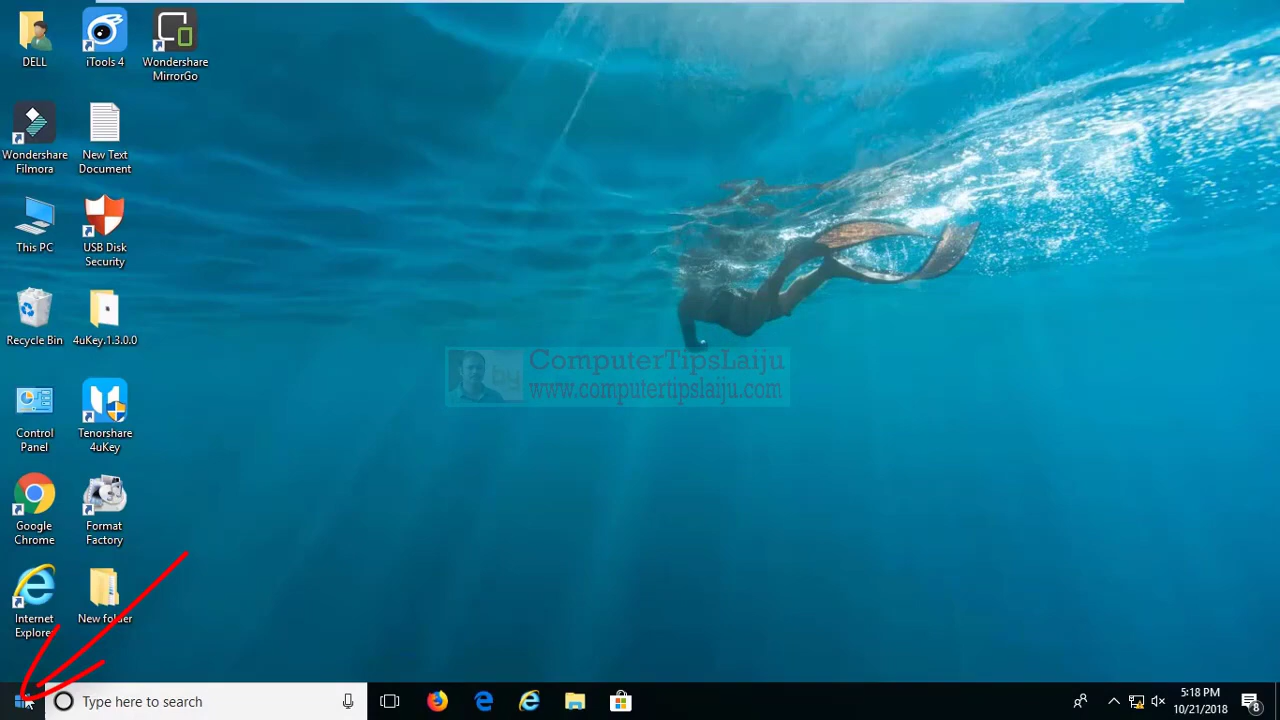 DELL
iTools 4
Wondershare
MirrorGo
Wondershare
Filmora
New Text
Document
This PC
USB Disk
Security
Recycle Bin
4uKey.1.3.0.0
Control
Panel
Tenorshare
4uKey
Google
Chrome
Format
Factory
Internet
Explorer
New folder
by
ComputerTipsLaiju
www.computertipslaiju.com
Type here to search
5:18 PM
10/21/2018
8